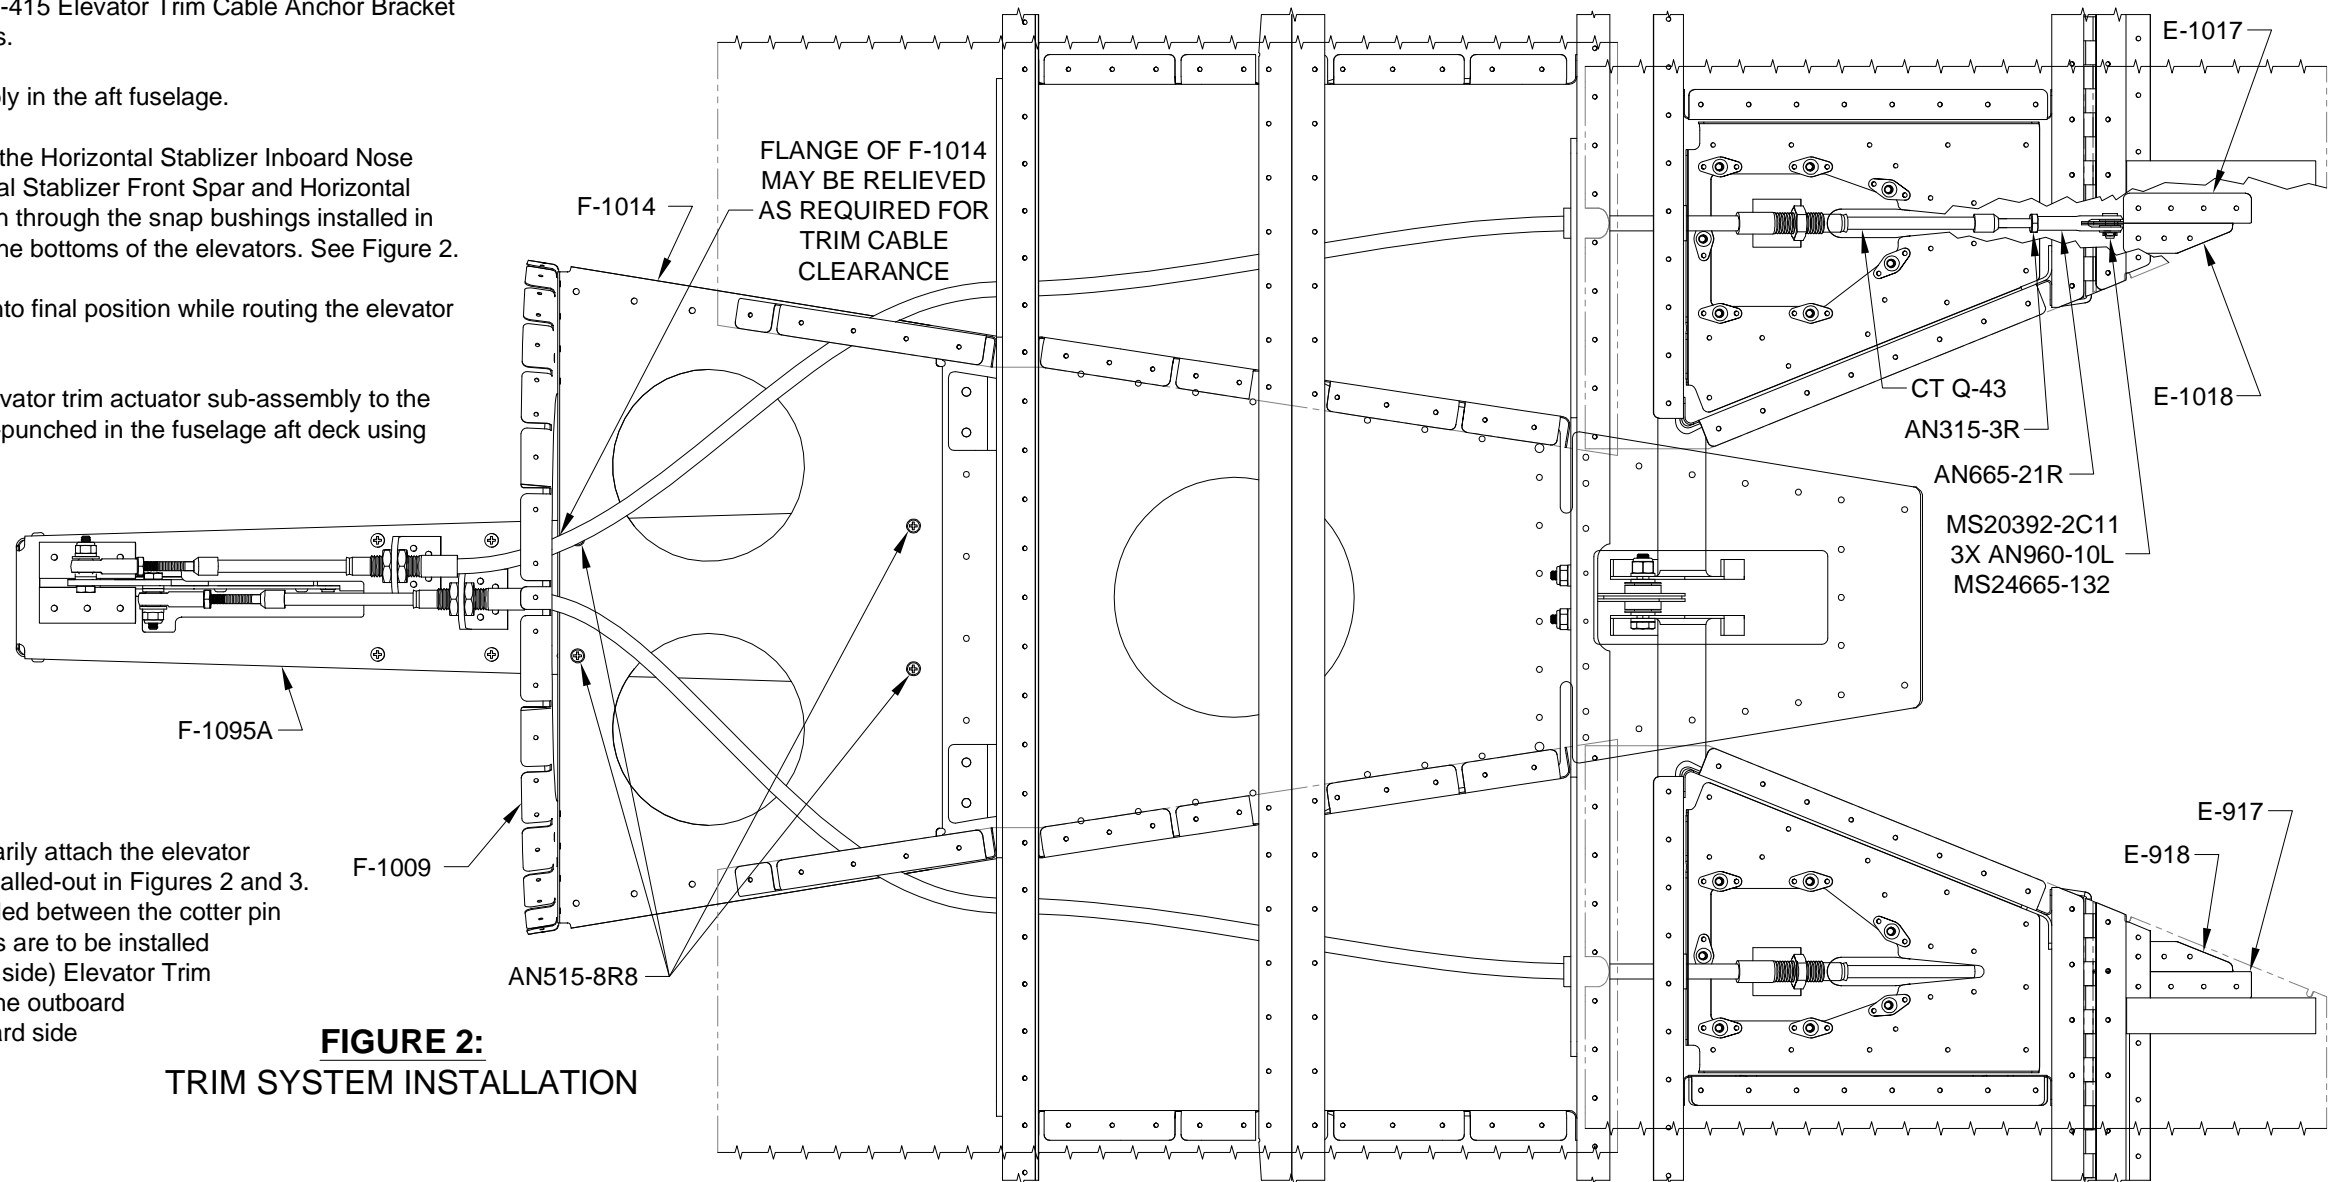 -415 Elevator Trim Cable Anchor Bracket
s.
ly in the aft fuselage.
the Horizontal Stablizer Inboard Nose
al Stablizer Front Spar and Horizontal
n through the snap bushings installed in
he bottoms of the elevators. See Figure 2.
nto final position while routing the elevator
evator trim actuator sub-assembly to the
-punched in the fuselage aft deck using
arily attach the elevator
alled-out in Figures 2 and 3.
led between the cotter pin
s are to be installed
side) Elevator Trim
he outboard
ard side
F-1014
FLANGE OF F-1014
MAY BE RELIEVED
AS REQUIRED FOR
TRIM CABLE
CLEARANCE
E-1017
CT Q-43
E-1018
AN315-3R
AN665-21R
MS20392-2C11
3X AN960-10L
MS24665-132
F-1095A
F-1009
AN515-8R8
E-917
E-918
FIGURE 2:
TRIM SYSTEM INSTALLATION